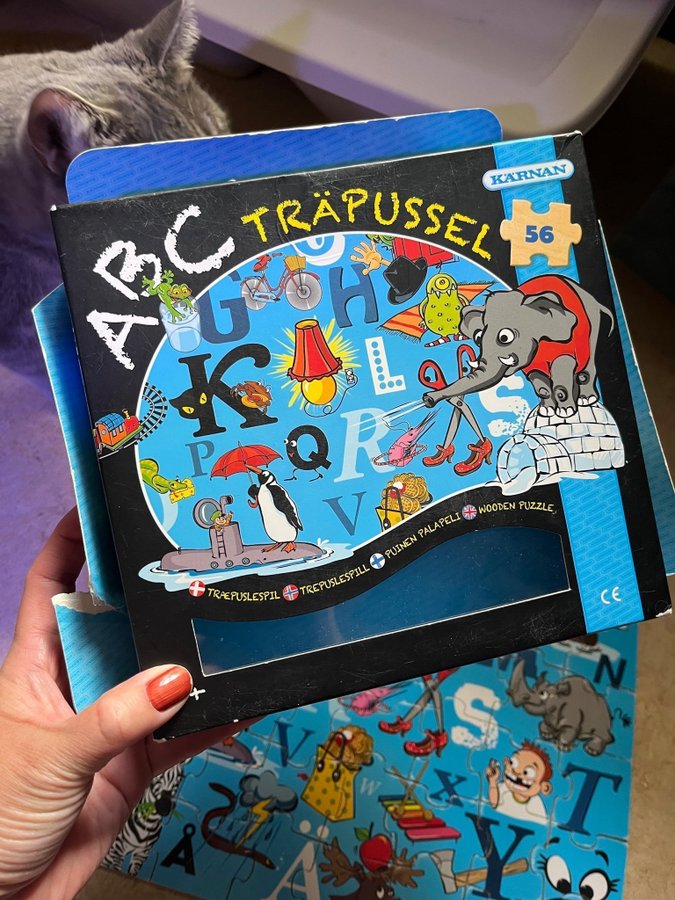 KÄRNAN
ABC TRÄPUSSEL
56
G H
K L
P Q R S
V
TRÆPUSLESPIL TREPUSLESPILL PUINEN PALAPELI WOODEN PUZZLE,
CE
+
M N
S
V W X T
Å Ä Y